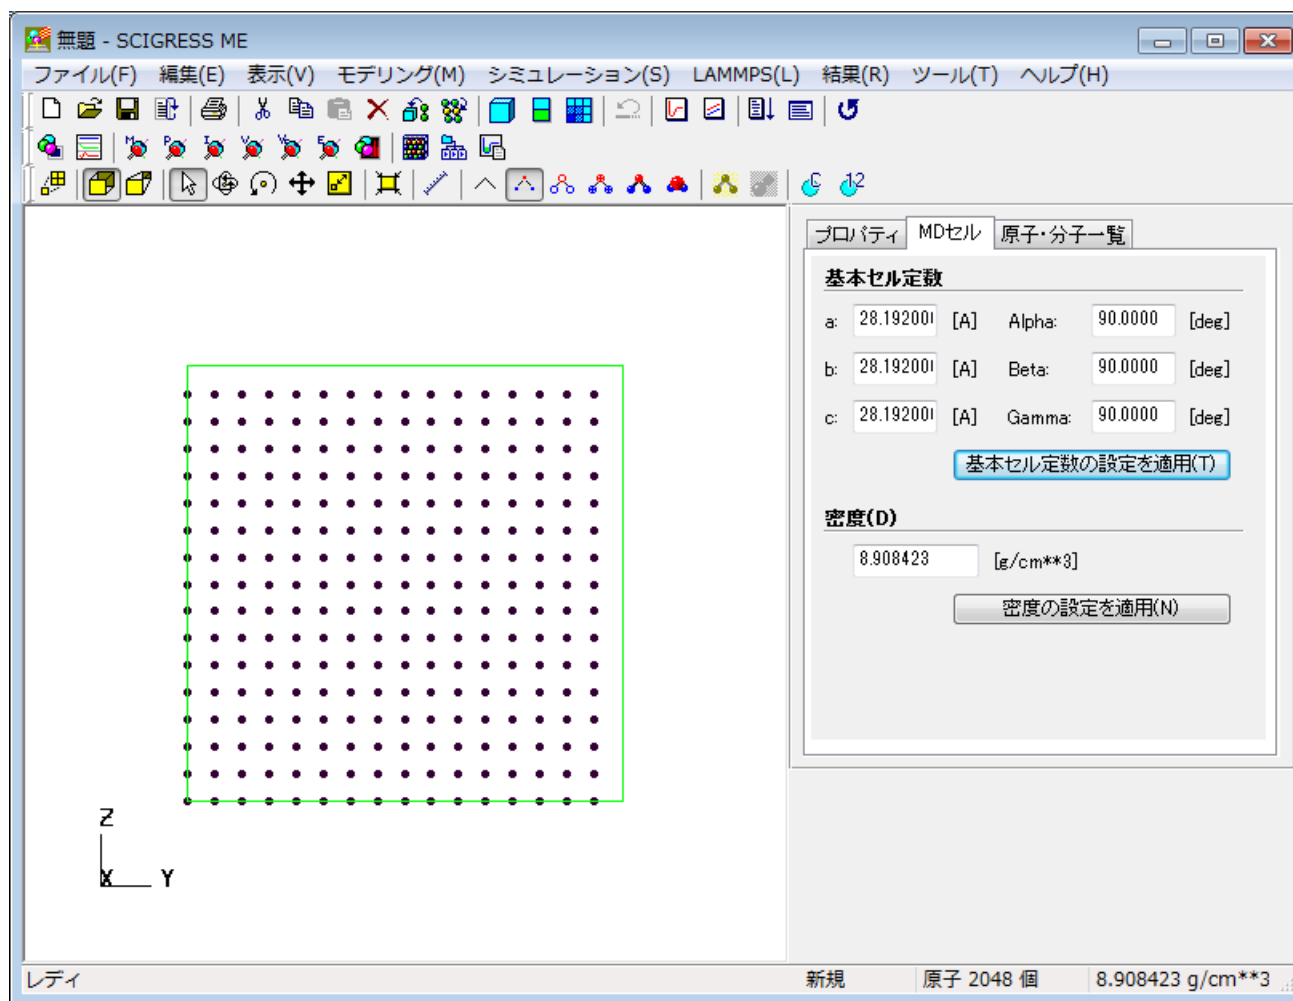 無題 - SCIGRESS ME
ファイル(F) 編集(E) 表示(V) モデリング(M) シミュレーション(S) LAMMPS(L) 結果(R) ツール(T) ヘルプ(H)
プロパティ MDセル 原子・分子一覧
基本セル定数
a: 28.19200 [A] Alpha: 90.0000 [deg]
b: 28.19200 [A] Beta: 90.0000 [deg]
c: 28.19200 [A] Gamma: 90.0000 [deg]
基本セル定数の設定を適用(T)
密度(D)
8.908423 [g/cm**3]
密度の設定を適用(N)
Z
X Y
レディ 新規 原子 2048 個 8.908423 g/cm**3